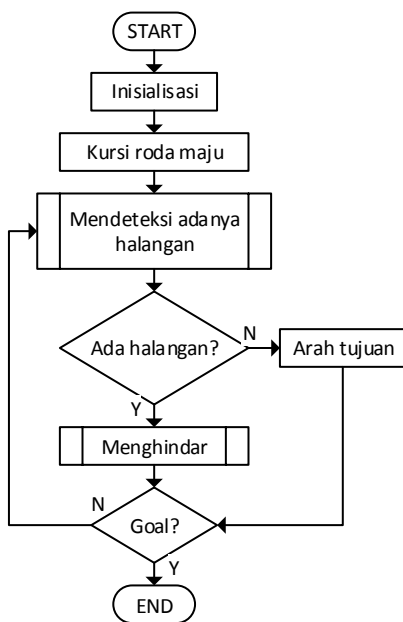 START
Inisialisasi
Kursi roda maju
Mendeteksi adanya
halangan
Ada halangan?
N
Arah tujuan
Y
Menghindar
N
Goal?
Y
END